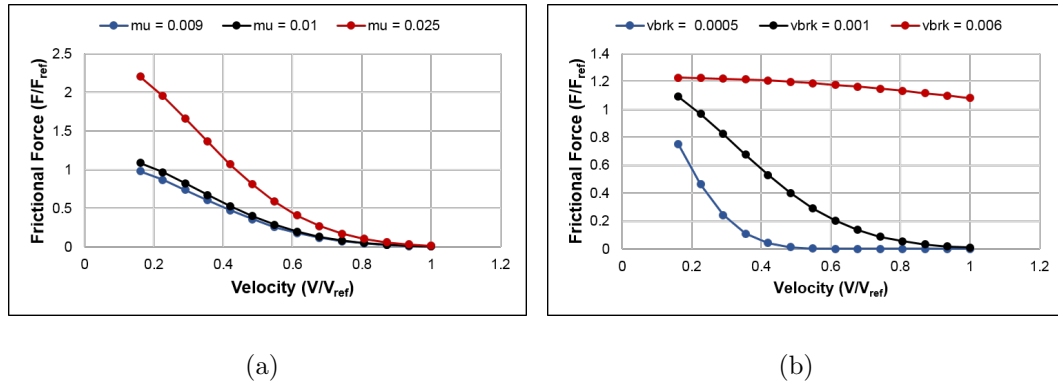 mu = 0.009 mu = 0.01 mu = 0.025
Frictional Force (F/Fref)
2.5
2
1.5
1
0.5
0
0 0.2 0.4 0.6 0.8 1 1.2
Velocity (V/Vref)
(a)
vbrk = 0.0005 vbrk = 0.001 vbrk = 0.006
Frictional Force (F/Fref)
1.4
1.2
1
0.8
0.6
0.4
0.2
0
0 0.2 0.4 0.6 0.8 1 1.2
Velocity (V/Vref)
(b)